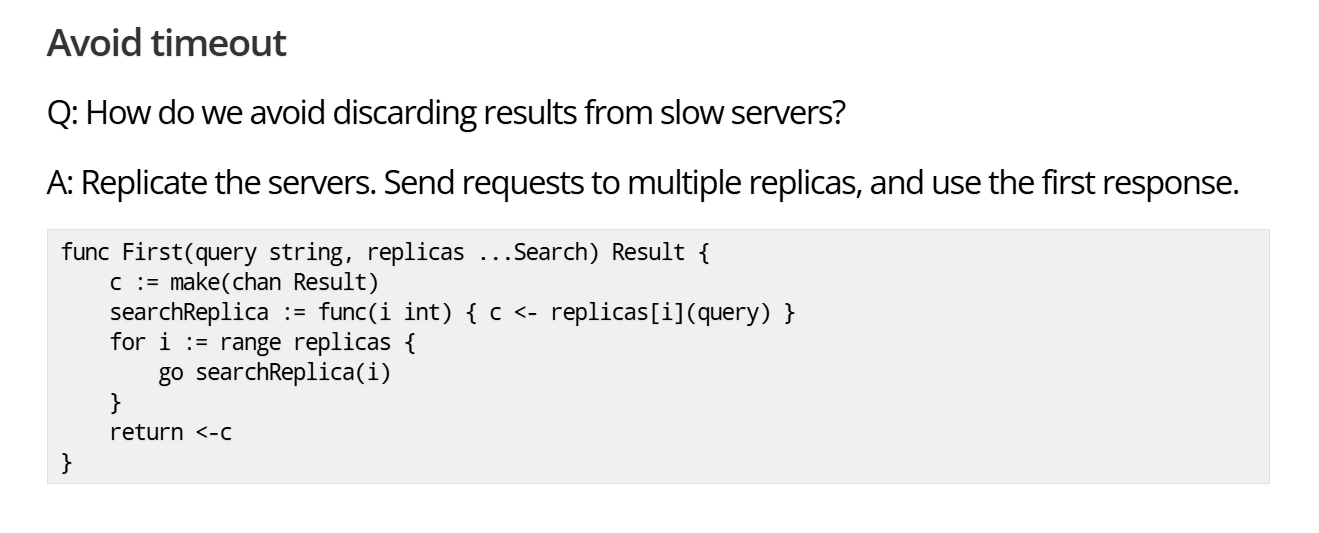 Avoid timeout
Q: How do we avoid discarding results from slow servers?
A: Replicate the servers. Send requests to multiple replicas, and use the first response.
func First(query string, replicas ...Search) Result {
    c := make(chan Result)
    searchReplica := func(i int) { c <- replicas[i](query) }
    for i := range replicas {
        go searchReplica(i)
    }
    return <-c
}